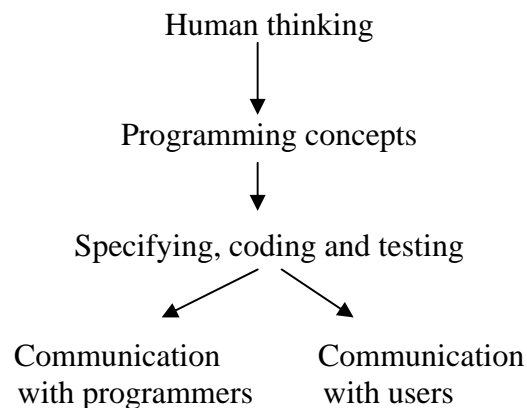 Human thinking
Programming concepts
Specifying, coding and testing
Communication
with programmers
Communication
with users